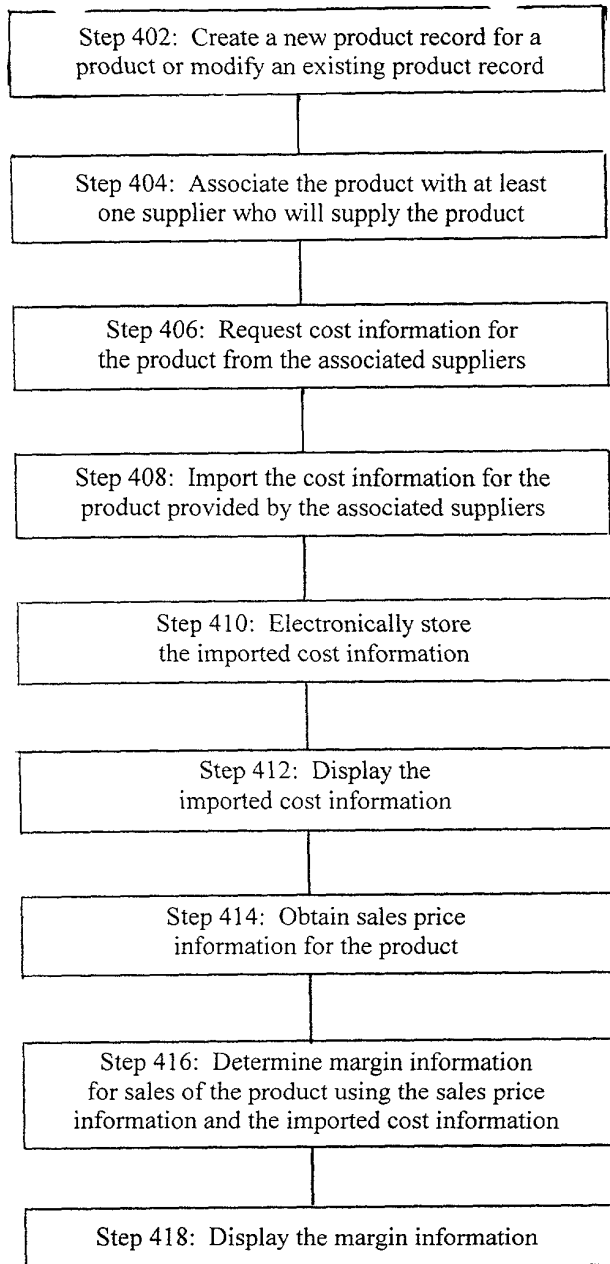 Step 402: Create a new product record for a
product or modify an existing product record
Step 404: Associate the product with at least
one supplier who will supply the product
Step 406: Request cost information for
the product from the associated suppliers
Step 408: Import the cost information for the
product provided by the associated suppliers
Step 410: Electronically store
the imported cost information
Step 412: Display the
imported cost information
Step 414: Obtain sales price
information for the product
Step 416: Determine margin information
for sales of the product using the sales price
information and the imported cost information
Step 418: Display the margin information